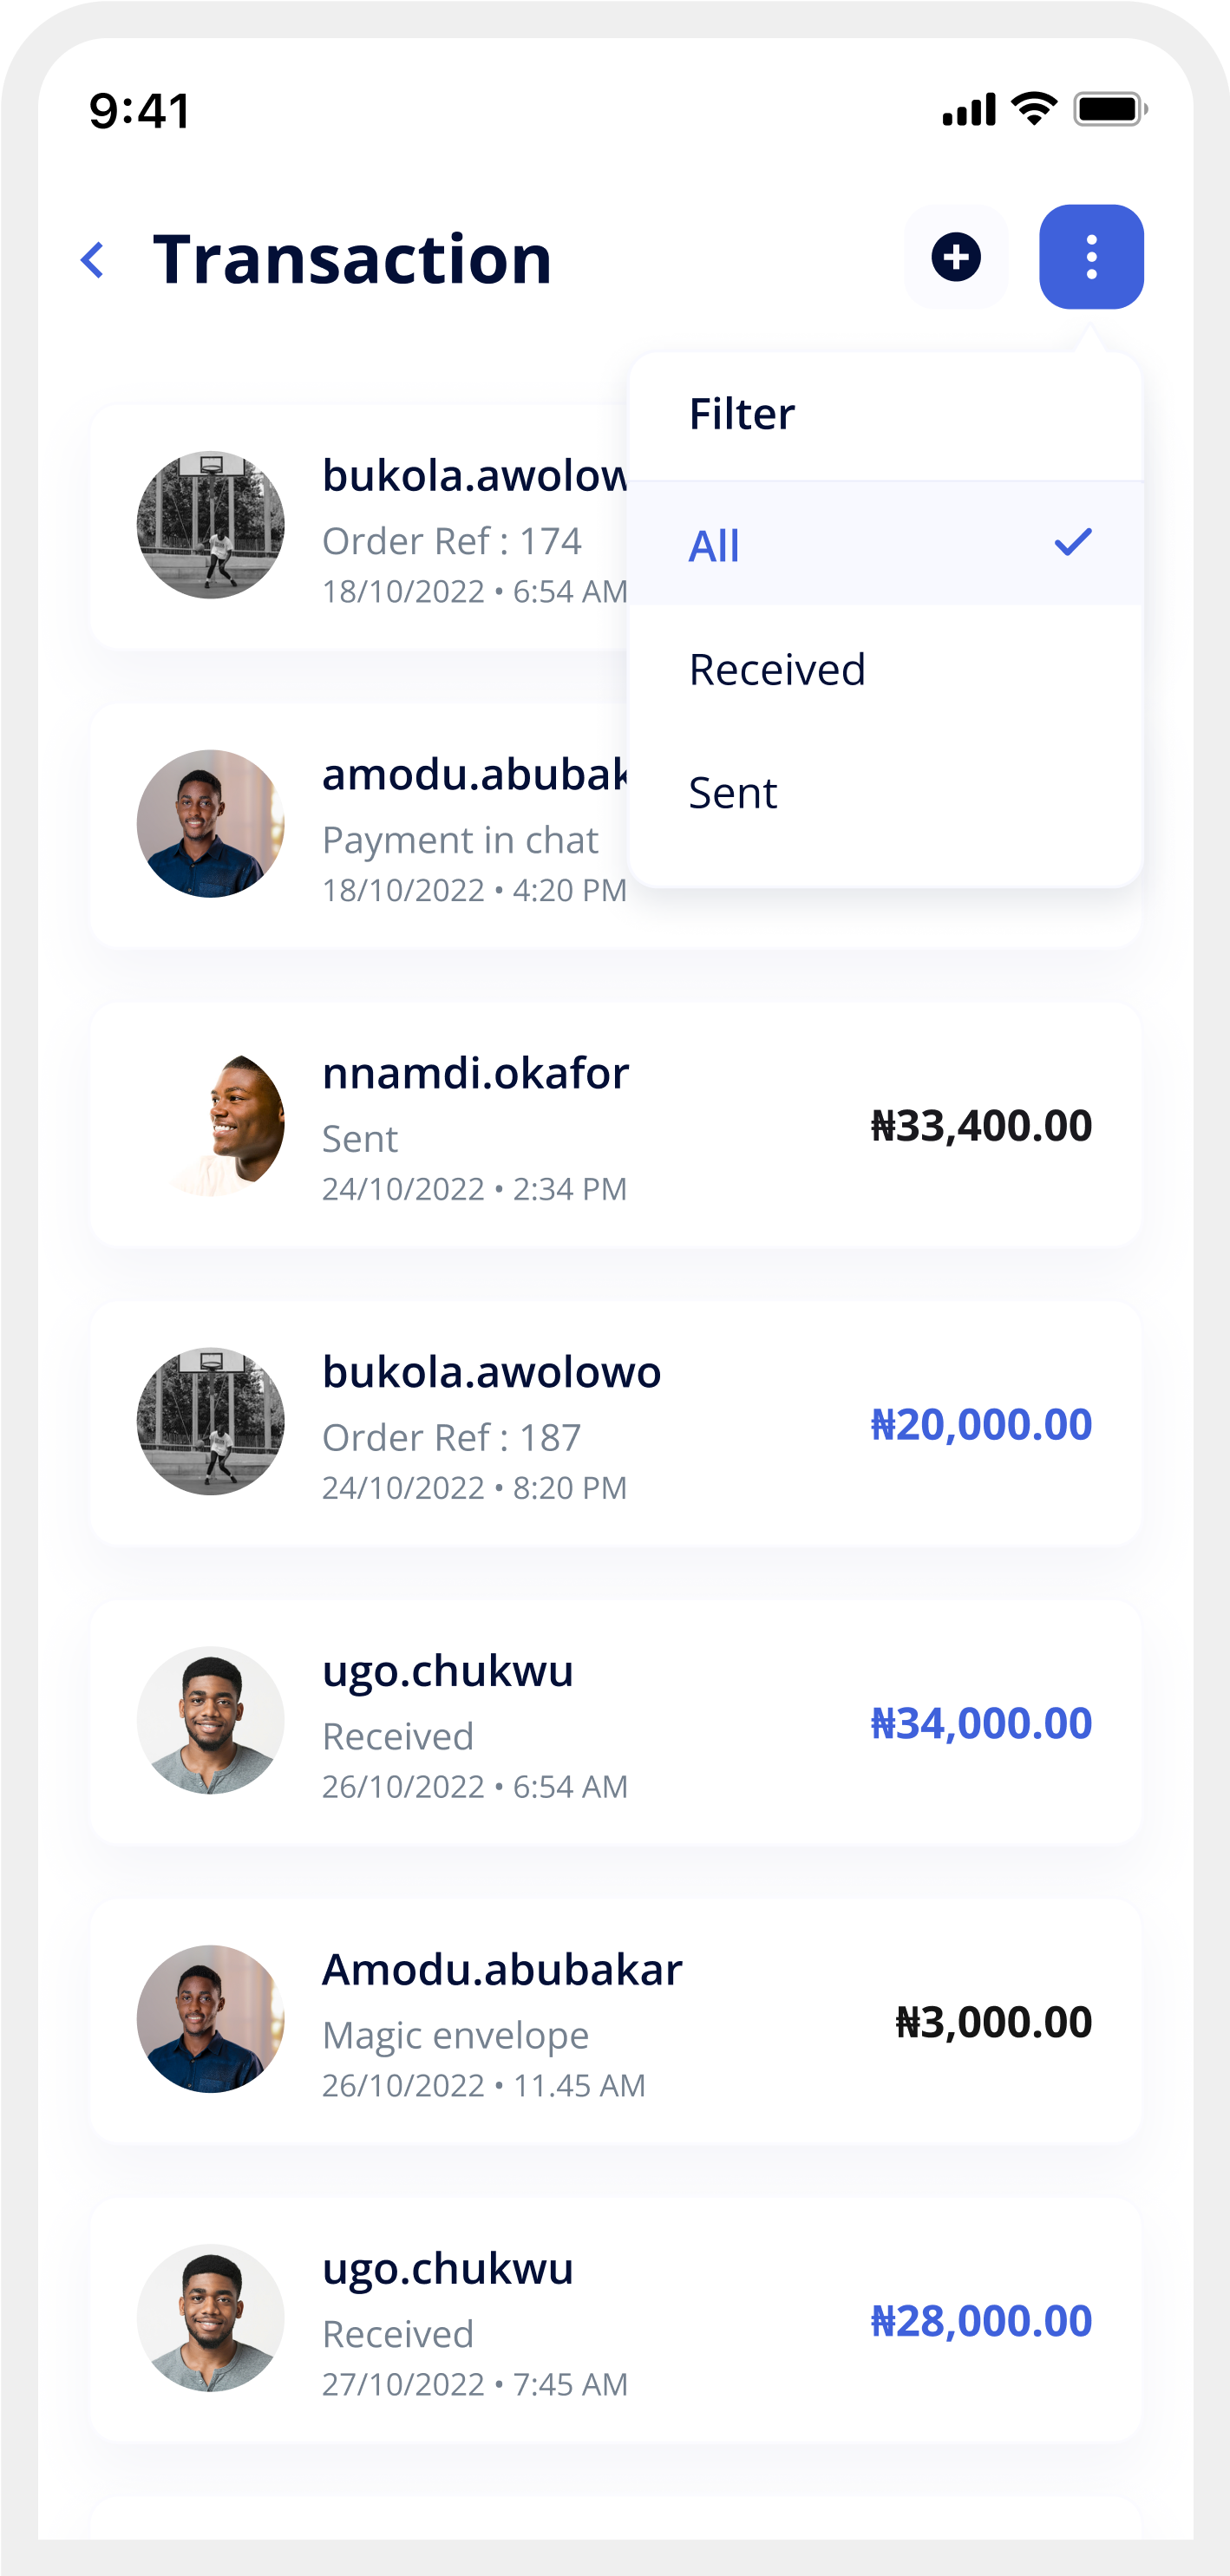 9:41
Transaction
Filter
All
Received
Sent
bukola.awolow
Order Ref : 174
18/10/2022 • 6:54 AM
amodu.abubak
Payment in chat
18/10/2022 • 4:20 PM
nnamdi.okafor
Sent
24/10/2022 • 2:34 PM
₦33,400.00
bukola.awolowo
Order Ref : 187
24/10/2022 • 8:20 PM
₦20,000.00
ugo.chukwu
Received
26/10/2022 • 6:54 AM
₦34,000.00
Amodu.abubakar
Magic envelope
26/10/2022 • 11.45 AM
₦3,000.00
ugo.chukwu
Received
27/10/2022 • 7:45 AM
₦28,000.00